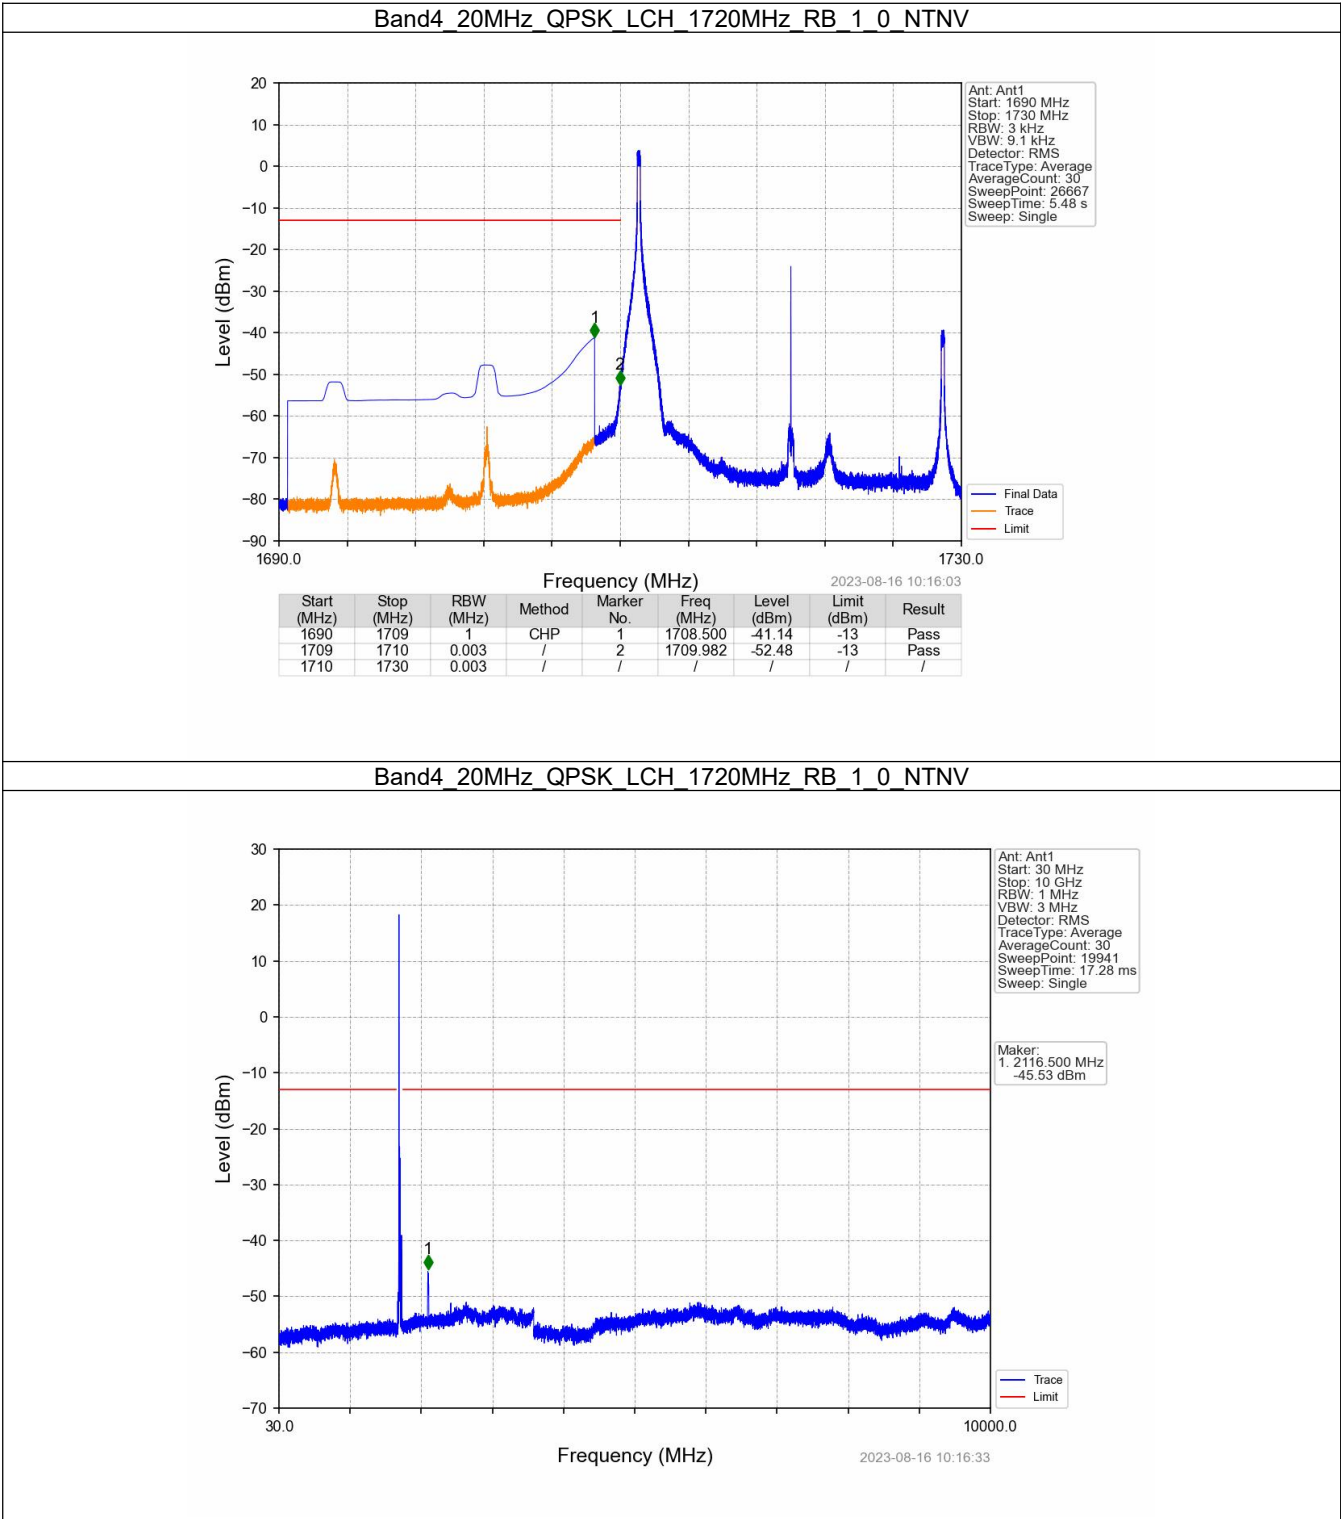 Band4_20MHz_QPSK_LCH_1720MHz_RB_1_0_NTNV
20
10
0
−10
−20
−30
−40
−50
−60
−70
−80
−90
Level (dBm)
1
2
Ant: Ant1
Start: 1690 MHz
Stop: 1730 MHz
RBW: 3 kHz
VBW: 9.1 kHz
Detector: RMS
TraceType: Average
AverageCount: 30
SweepPoint: 26667
SweepTime: 5.48 s
Sweep: Single
Final Data
Trace
Limit
1690.0 1730.0
Frequency (MHz)
2023-08-16 10:16:03
Start (MHz) Stop (MHz) RBW (MHz) Method Marker No. Freq (MHz) Level (dBm) Limit (dBm) Result
1690 1709 1 CHP 1 1708.500 -41.14 -13 Pass
1709 1710 0.003 / 2 1709.982 -52.48 -13 Pass
1710 1730 0.003 / / / / / /
Band4_20MHz_QPSK_LCH_1720MHz_RB_1_0_NTNV
30
20
10
0
−10
−20
−30
−40
−50
−60
−70
Level (dBm)
1
Ant: Ant1
Start: 30 MHz
Stop: 10 GHz
RBW: 1 MHz
VBW: 3 MHz
Detector: RMS
TraceType: Average
AverageCount: 30
SweepPoint: 19941
SweepTime: 17.28 ms
Sweep: Single
Maker:
1. 2116.500 MHz
-45.53 dBm
Trace
Limit
30.0 10000.0
Frequency (MHz)
2023-08-16 10:16:33